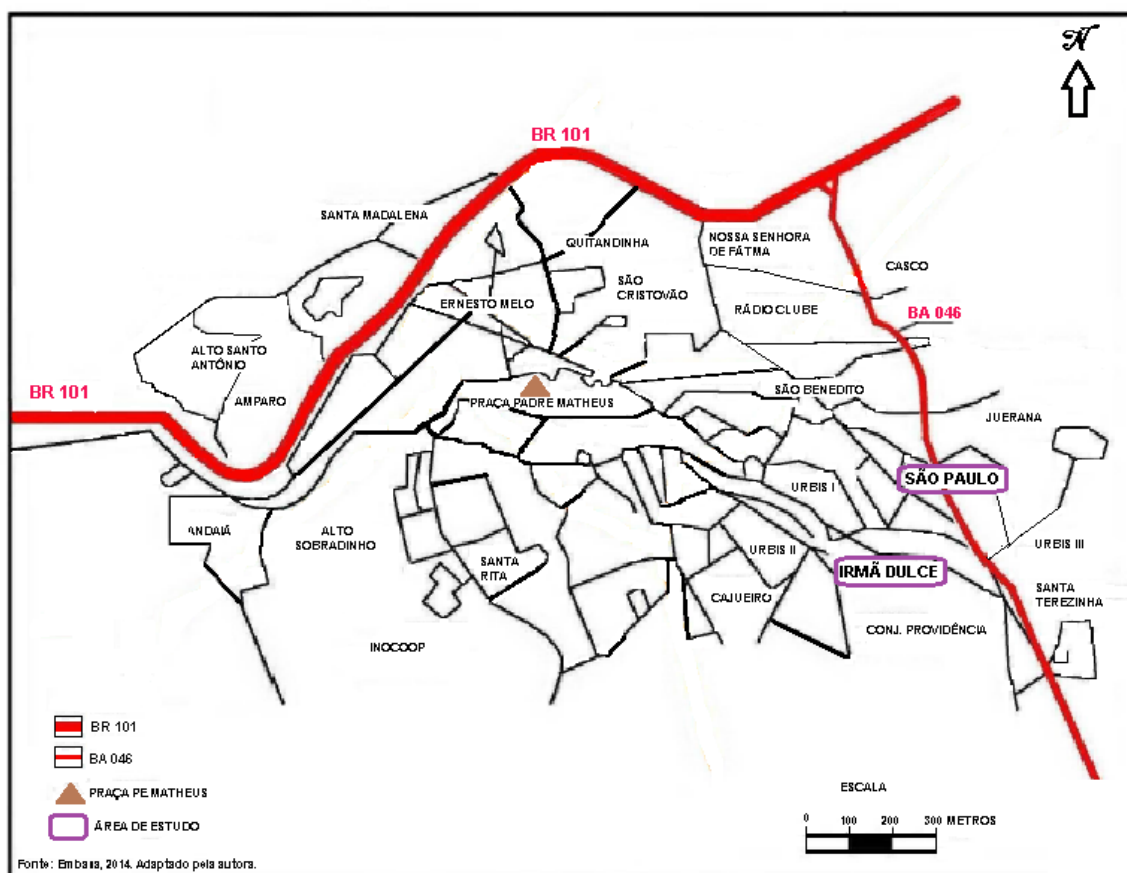 N
BR 101
SANTA MADALENA
QUITANDINHA
NOSSA SENHORA
DE FÁTMA
CASCO
SÃO
CRISTOVÃO
ERNESTO MELO
RÁDIO CLUBE
BA 046
ALTO SANTO
ANTÔNIO
BR 101
AMPARO
PRAÇA PADRE MATHEUS
SÃO BENEDITO
JUERANA
SÃO PAULO
URBIS I
ANDAIÁ
ALTO
SOBRADINHO
SANTA
RITA
URBIS II
IRMÃ DULCE
URBIS III
CAJUEIRO
SANTA
TEREZINHA
CONJ. PROVIDÊNCIA
INOCOOP
BR 101
BA 046
PRAÇA PE MATHEUS
ÁREA DE ESTUDO
ESCALA
0 100 200 300 METROS
Fonte: Embasa, 2014. Adaptado pela autora.